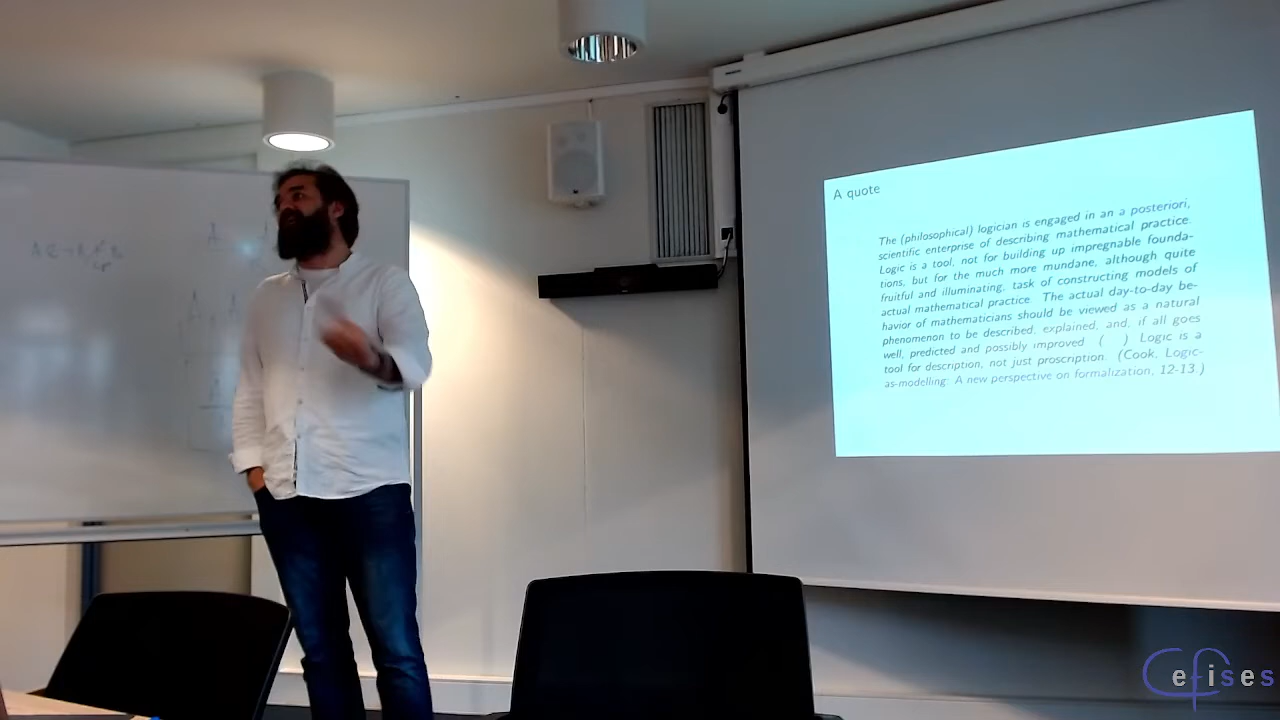 A quote
The (philosophical) logician is engaged in an a posteriori,
scientific enterprise of describing mathematical practice.
Logic is a tool, not for building up impregnable founda-
tions, but for the much more mundane, although quite
fruitful and illuminating, task of constructing models of
actual mathematical practice. The actual day-to-day be-
havior of mathematicians should be viewed as a natural
phenomenon to be described, explained, and, if all goes
well, predicted and possibly improved ( ) Logic is a
tool for description, not just proscription. (Cook, Logic-
as-modelling: A new perspective on formalization, 12-13.)
Cefises